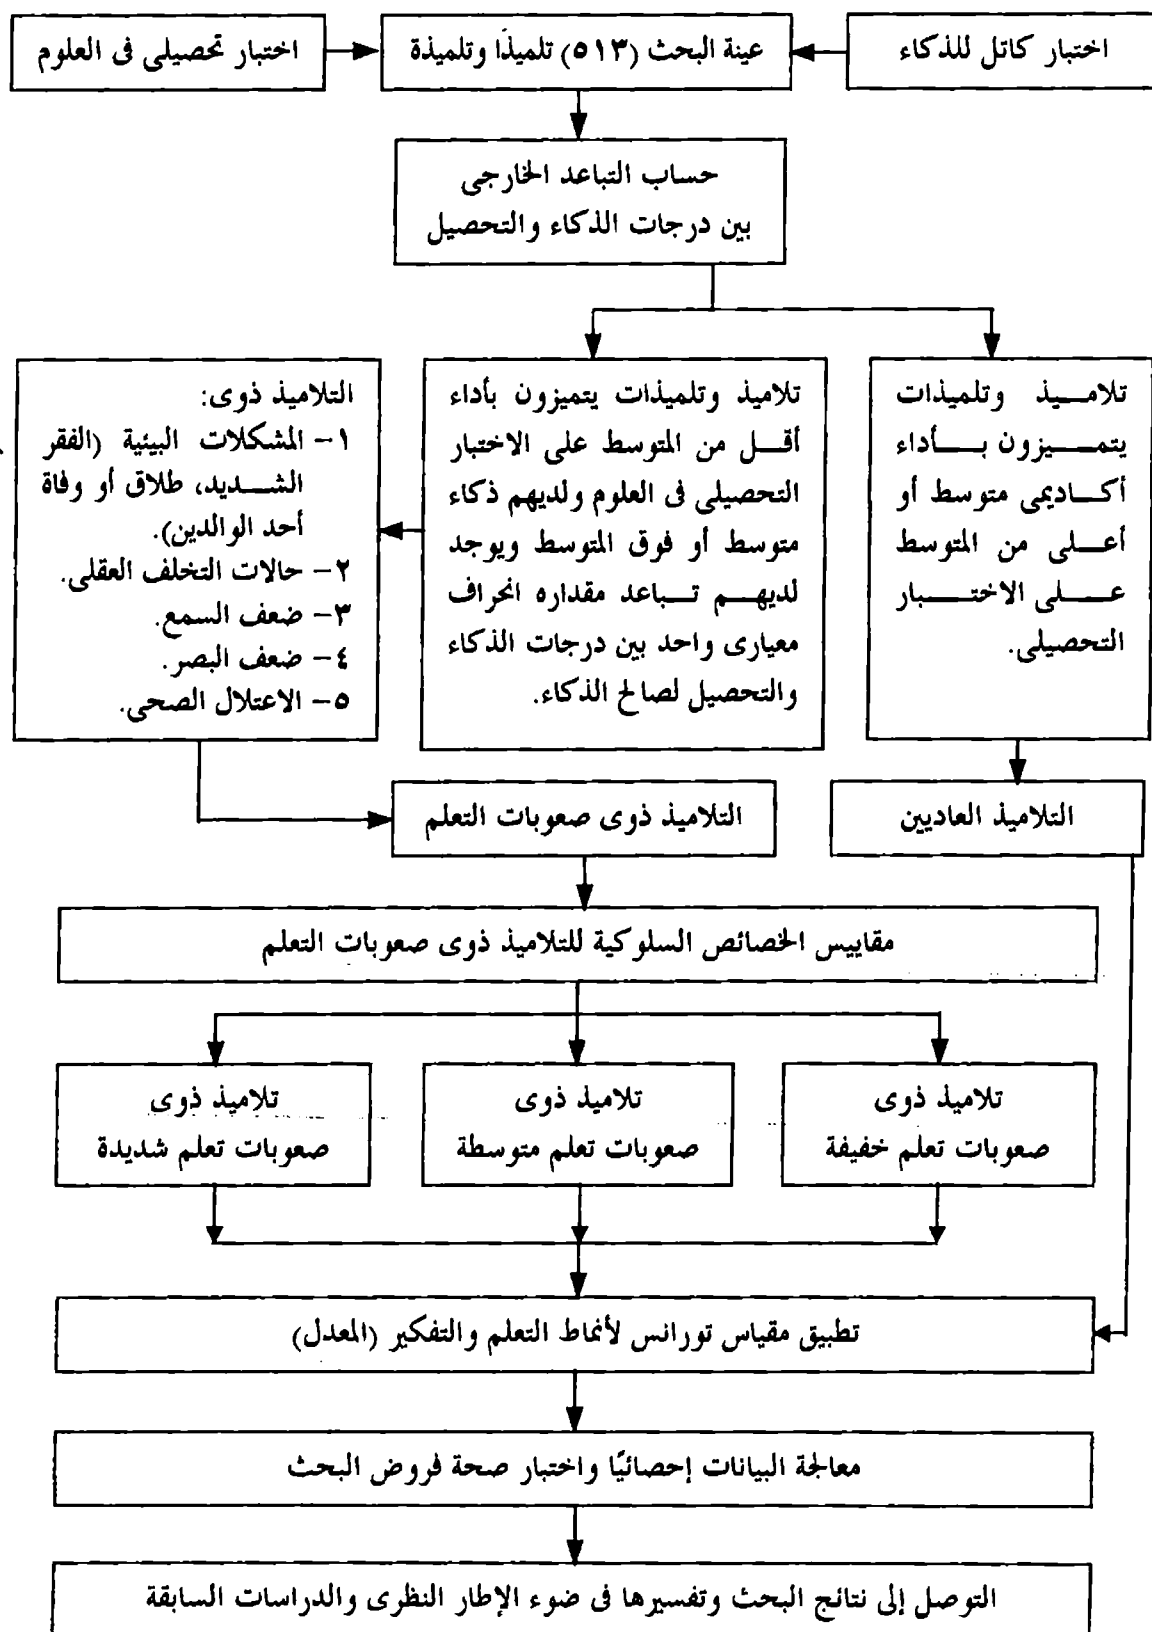 اختبار كاتل للذكاء
عينة البحث (٥١٣) تلميذًا وتلميذة
اختبار تحصيلى فى العلوم
حساب التباعد الخارجى
بين درجات الذكاء والتحصيل
تلاميذ وتلميذات
يتميزون بأداء
أكاديمى متوسط أو
أعلى من المتوسط
على الاختبار
التحصيلى.
تلاميذ وتلميذات يتميزون بأداء
أقل من المتوسط على الاختبار
التحصيلى فى العلوم ولديهم ذكاء
متوسط أو فوق المتوسط ويوجد
لديهم تباعد مقداره انحراف
معيارى واحد بين درجات الذكاء
والتحصيل لصالح الذكاء.
التلاميذ ذوى:
١- المشكلات البيئية (الفقر
الشديد، طلاق أو وفاة
أحد الوالدين).
٢- حالات التخلف العقلى.
٣- ضعف السمع.
٤- ضعف البصر.
٥- الاعتلال الصحى.
التلاميذ العاديين
التلاميذ ذوى صعوبات التعلم
مقاييس الخصائص السلوكية للتلاميذ ذوى صعوبات التعلم
تلاميذ ذوى
صعوبات تعلم خفيفة
تلاميذ ذوى
صعوبات تعلم متوسطة
تلاميذ ذوى
صعوبات تعلم شديدة
تطبيق مقياس تورانس لأنماط التعلم والتفكير (المعدل)
معالجة البيانات إحصائيًا واختبار صحة فروض البحث
التوصل إلى نتائج البحث وتفسيرها فى ضوء الإطار النظرى والدراسات السابقة